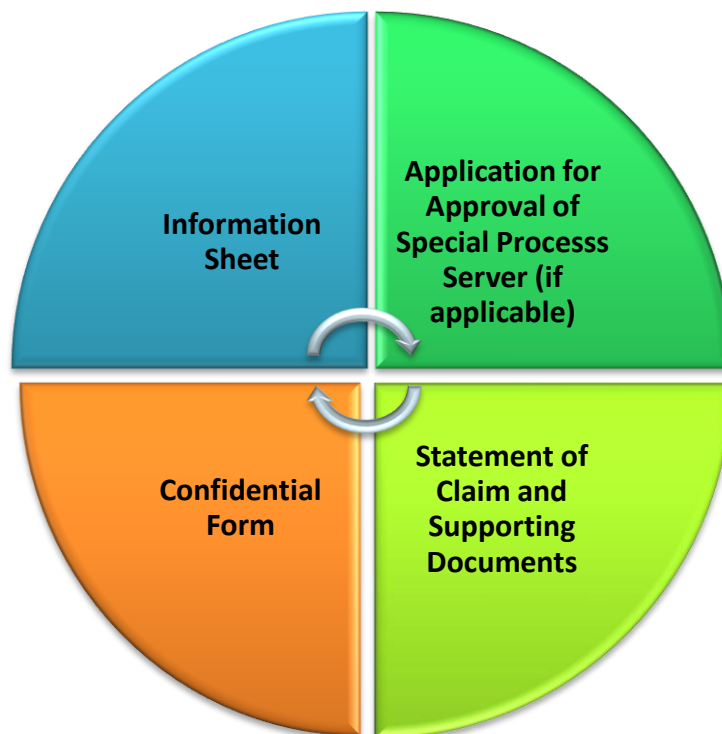 Information
Sheet
Application for
Approval of
Special Processs
Server (if
applicable)
Confidential
Form
Statement of
Claim and
Supporting
Documents